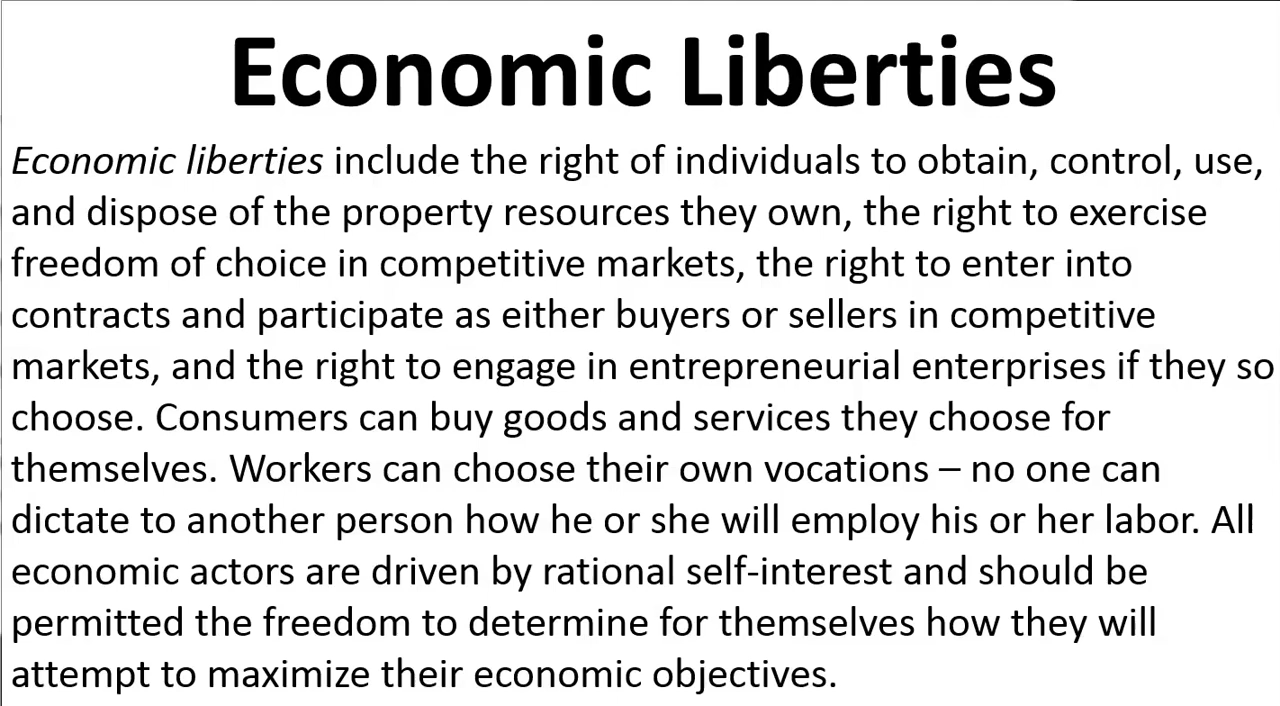 Economic Liberties
Economic liberties include the right of individuals to obtain, control, use,
and dispose of the property resources they own, the right to exercise
freedom of choice in competitive markets, the right to enter into
contracts and participate as either buyers or sellers in competitive
markets, and the right to engage in entrepreneurial enterprises if they so
choose. Consumers can buy goods and services they choose for
themselves. Workers can choose their own vocations – no one can
dictate to another person how he or she will employ his or her labor. All
economic actors are driven by rational self-interest and should be
permitted the freedom to determine for themselves how they will
attempt to maximize their economic objectives.